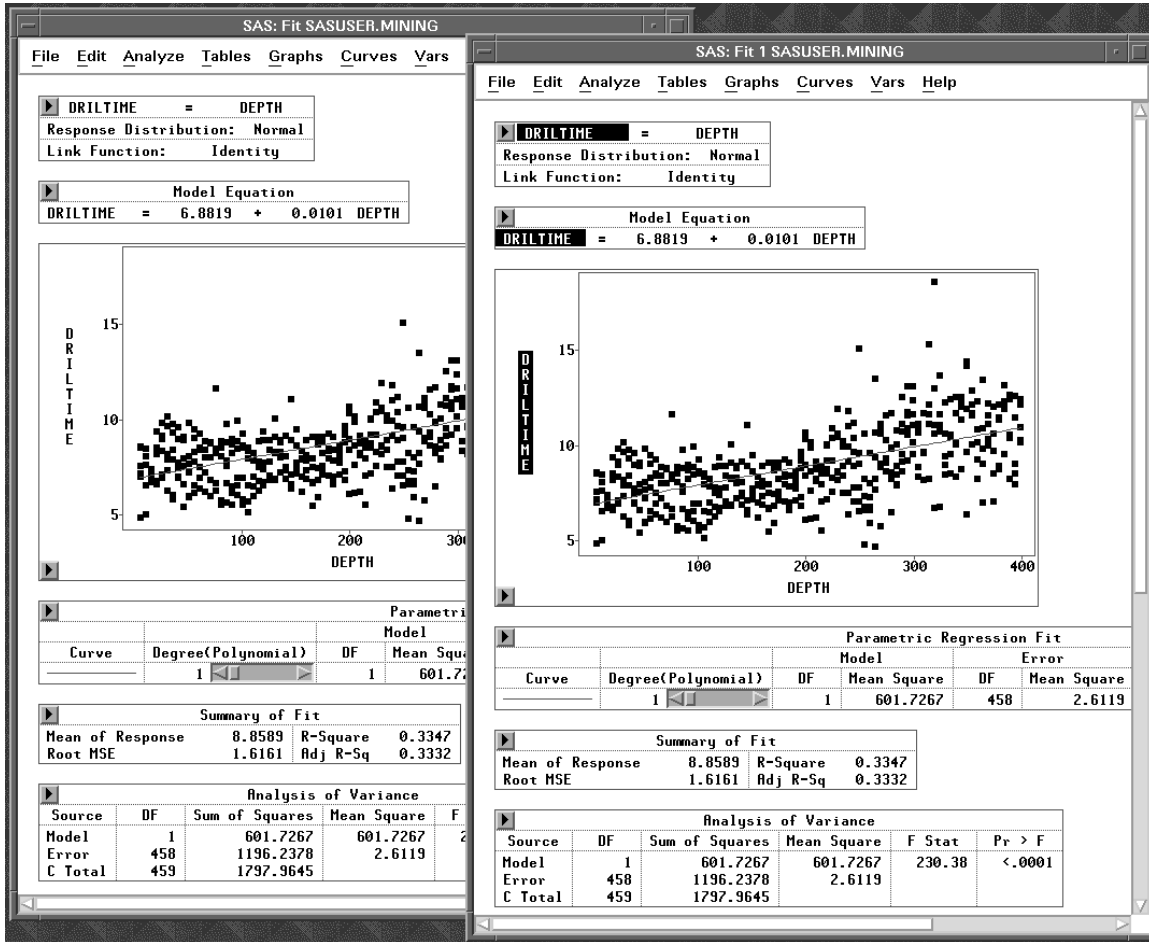 SAS: Fit SASUSER.MINING
File Edit Analyze Tables Graphs Curves Vars
DRILTIME = DEPTH
Response Distribution: Normal
Link Function: Identity
Model Equation
DRILTIME = 6.8819 + 0.0101 DEPTH
DRILTIME
15
10
5
100 200 300
DEPTH
Parametri
Model
Curve Degree(Polynomial) DF Mean Squa
1 1 601.72
Summary of Fit
Mean of Response 8.8589 R-Square 0.3347
Root MSE 1.6161 Adj R-Sq 0.3332
Analysis of Variance
Source DF Sum of Squares Mean Square F
Model 1 601.7267 601.7267 2
Error 458 1196.2378 2.6119
C Total 459 1797.9645
SAS: Fit 1 SASUSER.MINING
File Edit Analyze Tables Graphs Curves Vars Help
DRILTIME = DEPTH
Response Distribution: Normal
Link Function: Identity
Model Equation
DRILTIME = 6.8819 + 0.0101 DEPTH
DRILTIME
15
10
5
100 200 300 400
DEPTH
Parametric Regression Fit
Model Error
Curve Degree(Polynomial) DF Mean Square DF Mean Square
1 1 601.7267 458 2.6119
Summary of Fit
Mean of Response 8.8589 R-Square 0.3347
Root MSE 1.6161 Adj R-Sq 0.3332
Analysis of Variance
Source DF Sum of Squares Mean Square F Stat Pr > F
Model 1 601.7267 601.7267 230.38 <.0001
Error 458 1196.2378 2.6119
C Total 459 1797.9645